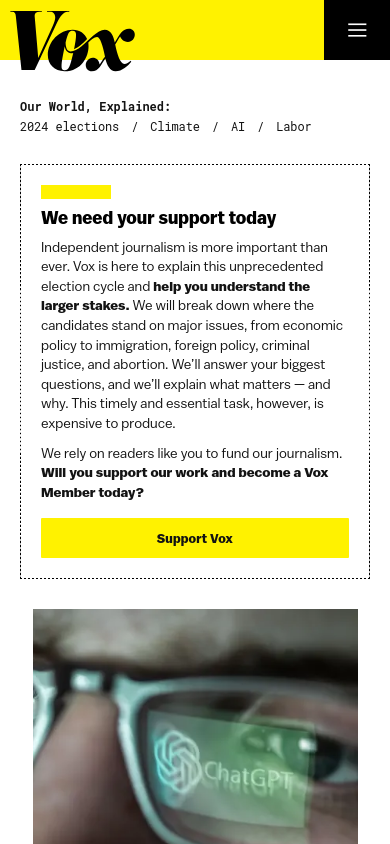 Vox
Our World, Explained:
2024 elections / Climate / AI / Labor
We need your support today
Independent journalism is more important than
ever. Vox is here to explain this unprecedented
election cycle and help you understand the
larger stakes. We will break down where the
candidates stand on major issues, from economic
policy to immigration, foreign policy, criminal
justice, and abortion. We’ll answer your biggest
questions, and we’ll explain what matters — and
why. This timely and essential task, however, is
expensive to produce.
We rely on readers like you to fund our journalism.
Will you support our work and become a Vox
Member today?
Support Vox
ChatGPT